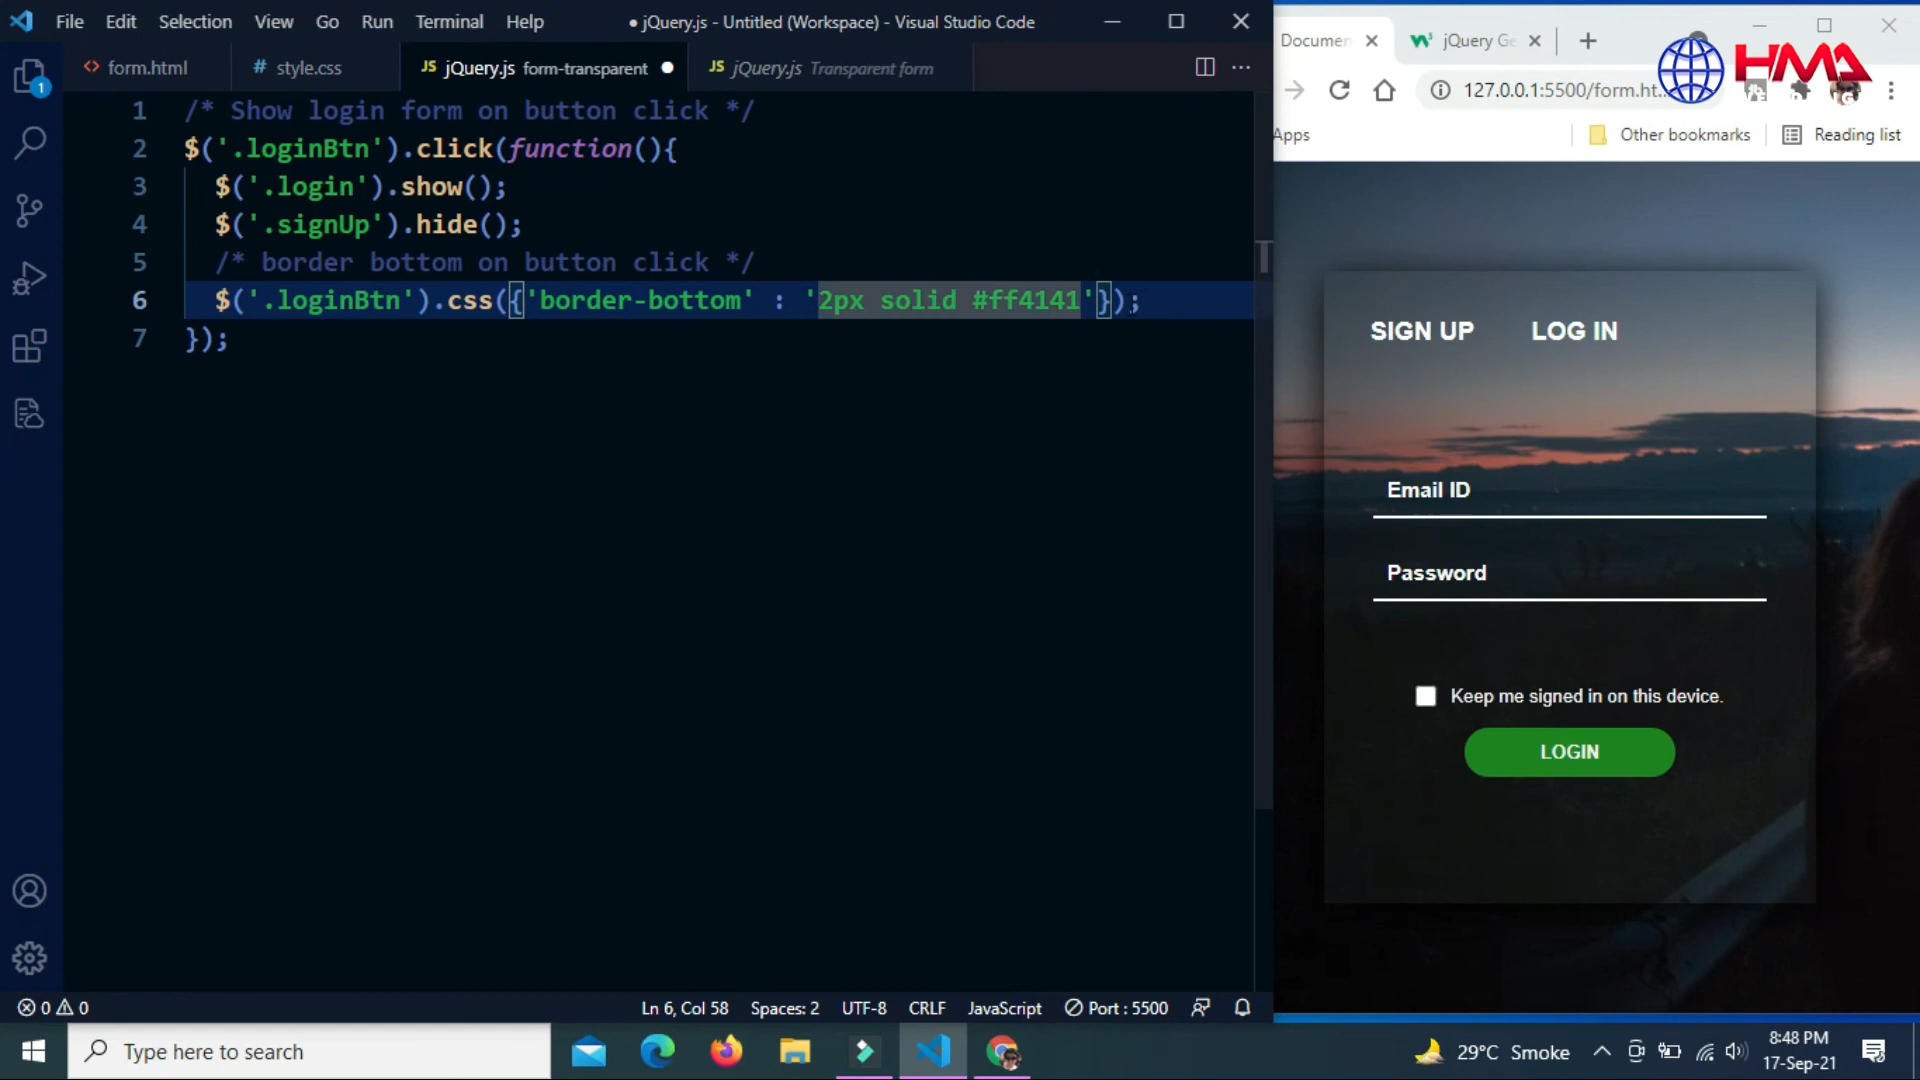 File Edit Selection View Go Run Terminal Help
● jQuery.js - Untitled (Workspace) - Visual Studio Code
<> form.html
# style.css
JS jQuery.js form-transparent ●
JS jQuery.js Transparent form
1 /* Show login form on button click */
2 $('.loginBtn').click(function(){
3 $('.login').show();
4 $('.signUp').hide();
5 /* border bottom on button click */
6 $('.loginBtn').css({'border-bottom' : '2px solid #ff4141'});
7 });
1
0 0
Ln 6, Col 58 Spaces: 2 UTF-8 CRLF JavaScript Port : 5500
Documen
jQuery Ge
HMA
127.0.0.1:5500/form.ht...
Apps
Other bookmarks
Reading list
SIGN UP LOG IN
Email ID
Password
Keep me signed in on this device.
LOGIN
Type here to search
29°C Smoke
8:48 PM
17-Sep-21